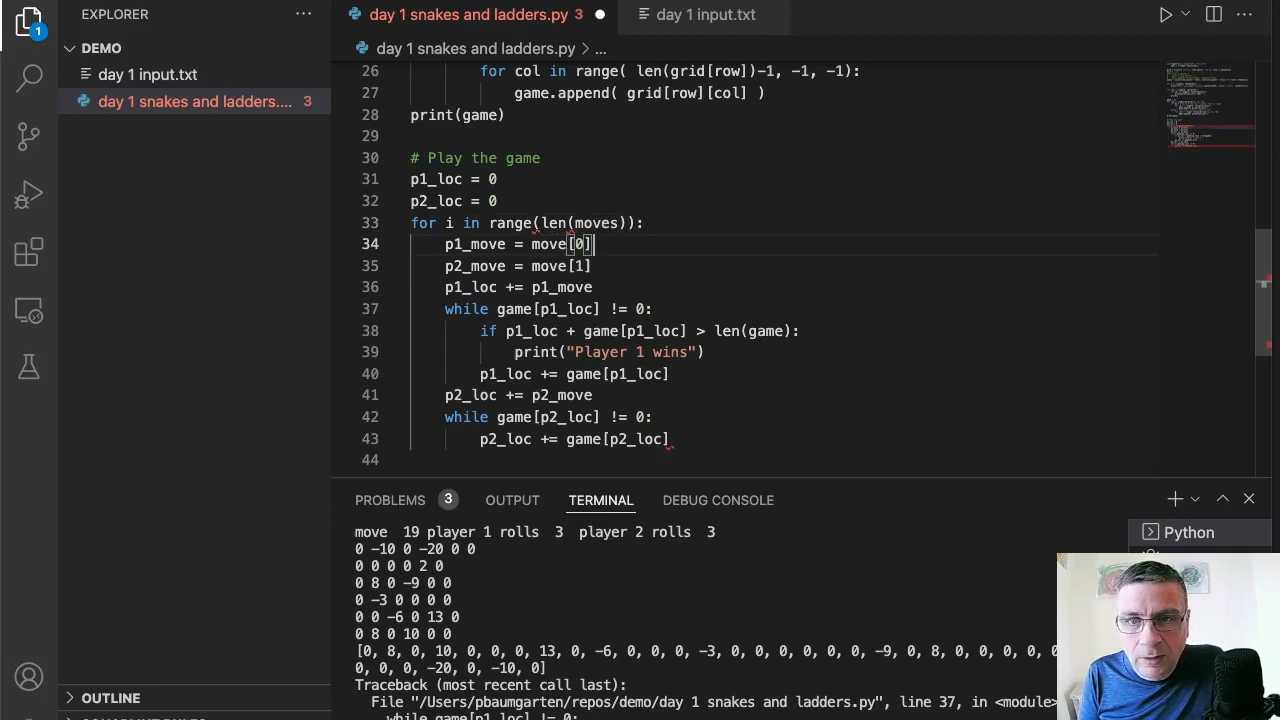 EXPLORER
DEMO
day 1 input.txt
day 1 snakes and ladders.... 3
OUTLINE
1
day 1 snakes and ladders.py 3
day 1 input.txt
day 1 snakes and ladders.py > ...
26 for col in range( len(grid[row])-1, -1, -1):
27 game.append( grid[row][col] )
28 print(game)
29
30 # Play the game
31 p1_loc = 0
32 p2_loc = 0
33 for i in range(len(moves)):
34 p1_move = move[0]
35 p2_move = move[1]
36 p1_loc += p1_move
37 while game[p1_loc] != 0:
38 if p1_loc + game[p1_loc] > len(game):
39 print("Player 1 wins")
40 p1_loc += game[p1_loc]
41 p2_loc += p2_move
42 while game[p2_loc] != 0:
43 p2_loc += game[p2_loc]
44
PROBLEMS 3 OUTPUT TERMINAL DEBUG CONSOLE
Python
move 19 player 1 rolls 3 player 2 rolls 3
0 -10 0 -20 0 0
0 0 0 0 2 0
0 8 0 -9 0 0
0 -3 0 0 0 0
0 0 -6 0 13 0
0 8 0 10 0 0
[0, 8, 0, 10, 0, 0, 0, 13, 0, -6, 0, 0, 0, -3, 0, 0, 0, 0, 0, 0, -9, 0, 8, 0, 0, 0, 0, 0
0, 0, 0, -20, 0, -10, 0]
Traceback (most recent call last):
File "/Users/pbaumgarten/repos/demo/day 1 snakes and ladders.py", line 37, in <module>
while game[p1_loc] != 0: